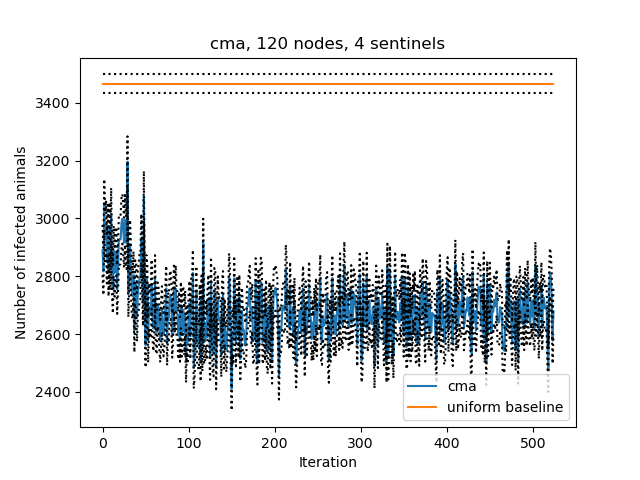 cma, 120 nodes, 4 sentinels
Number of infected animals
3400
3200
3000
2800
2600
2400
cma
uniform baseline
0 100 200 300 400 500
Iteration